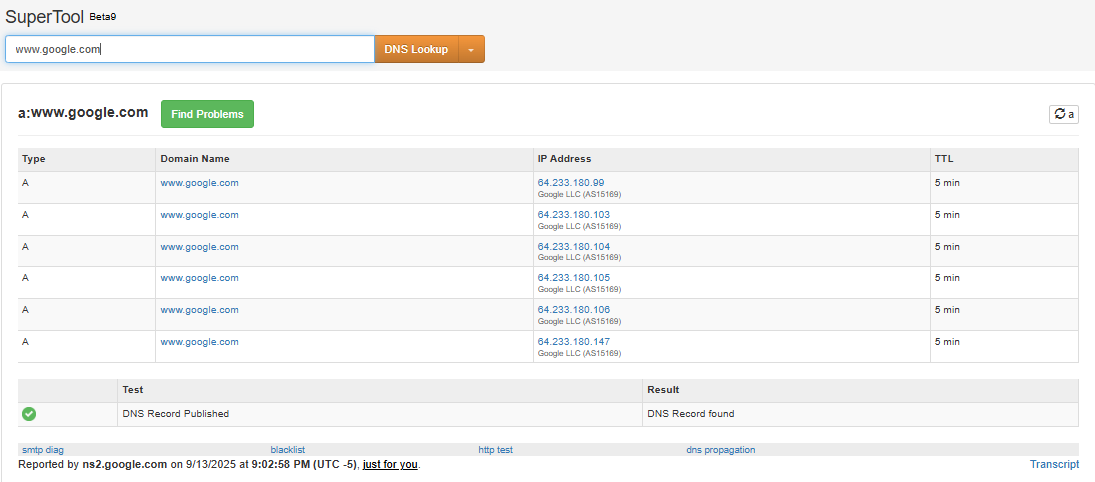 SuperTool Beta9
www.google.com DNS Lookup
a:www.google.com Find Problems a
Type Domain Name IP Address TTL
A www.google.com 64.233.180.99 5 min
Google LLC (AS15169)
A www.google.com 64.233.180.103 5 min
Google LLC (AS15169)
A www.google.com 64.233.180.104 5 min
Google LLC (AS15169)
A www.google.com 64.233.180.105 5 min
Google LLC (AS15169)
A www.google.com 64.233.180.106 5 min
Google LLC (AS15169)
A www.google.com 64.233.180.147 5 min
Google LLC (AS15169)
Test Result
DNS Record Published DNS Record found
smtp diag blacklist http test dns propagation
Reported by ns2.google.com on 9/13/2025 at 9:02:58 PM (UTC -5), just for you. Transcript